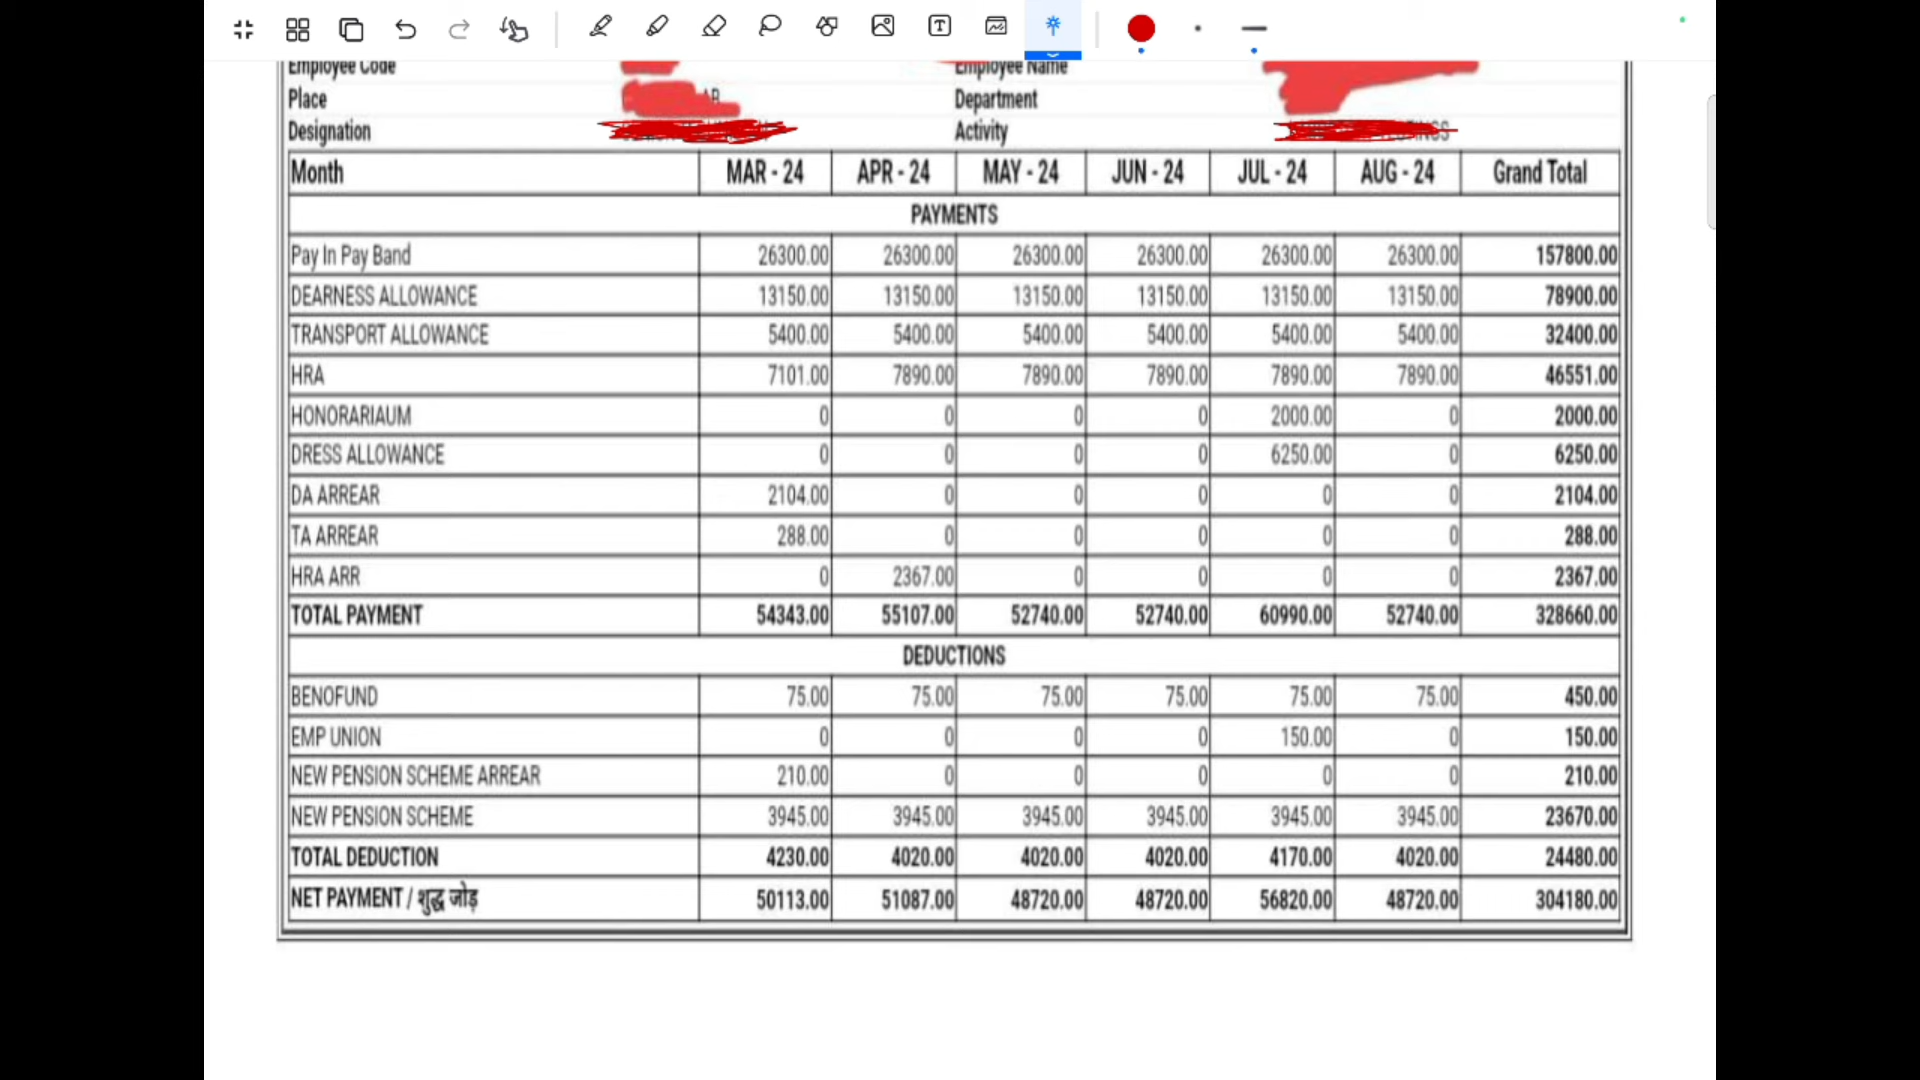 Employee Code Employee Name
Place Department
Designation Activity
Month MAR - 24 APR - 24 MAY - 24 JUN - 24 JUL - 24 AUG - 24 Grand Total
PAYMENTS
Pay In Pay Band 26300.00 26300.00 26300.00 26300.00 26300.00 26300.00 157800.00
DEARNESS ALLOWANCE 13150.00 13150.00 13150.00 13150.00 13150.00 13150.00 78900.00
TRANSPORT ALLOWANCE 5400.00 5400.00 5400.00 5400.00 5400.00 5400.00 32400.00
HRA 7101.00 7890.00 7890.00 7890.00 7890.00 7890.00 46551.00
HONORARIAUM 0 0 0 0 2000.00 0 2000.00
DRESS ALLOWANCE 0 0 0 0 6250.00 0 6250.00
DA ARREAR 2104.00 0 0 0 0 0 2104.00
TA ARREAR 288.00 0 0 0 0 0 288.00
HRA ARR 0 2367.00 0 0 0 0 2367.00
TOTAL PAYMENT 54343.00 55107.00 52740.00 52740.00 60990.00 52740.00 328660.00
DEDUCTIONS
BENOFUND 75.00 75.00 75.00 75.00 75.00 75.00 450.00
EMP UNION 0 0 0 0 150.00 0 150.00
NEW PENSION SCHEME ARREAR 210.00 0 0 0 0 0 210.00
NEW PENSION SCHEME 3945.00 3945.00 3945.00 3945.00 3945.00 3945.00 23670.00
TOTAL DEDUCTION 4230.00 4020.00 4020.00 4020.00 4170.00 4020.00 24480.00
NET PAYMENT / शुद्ध जोड़ 50113.00 51087.00 48720.00 48720.00 56820.00 48720.00 304180.00